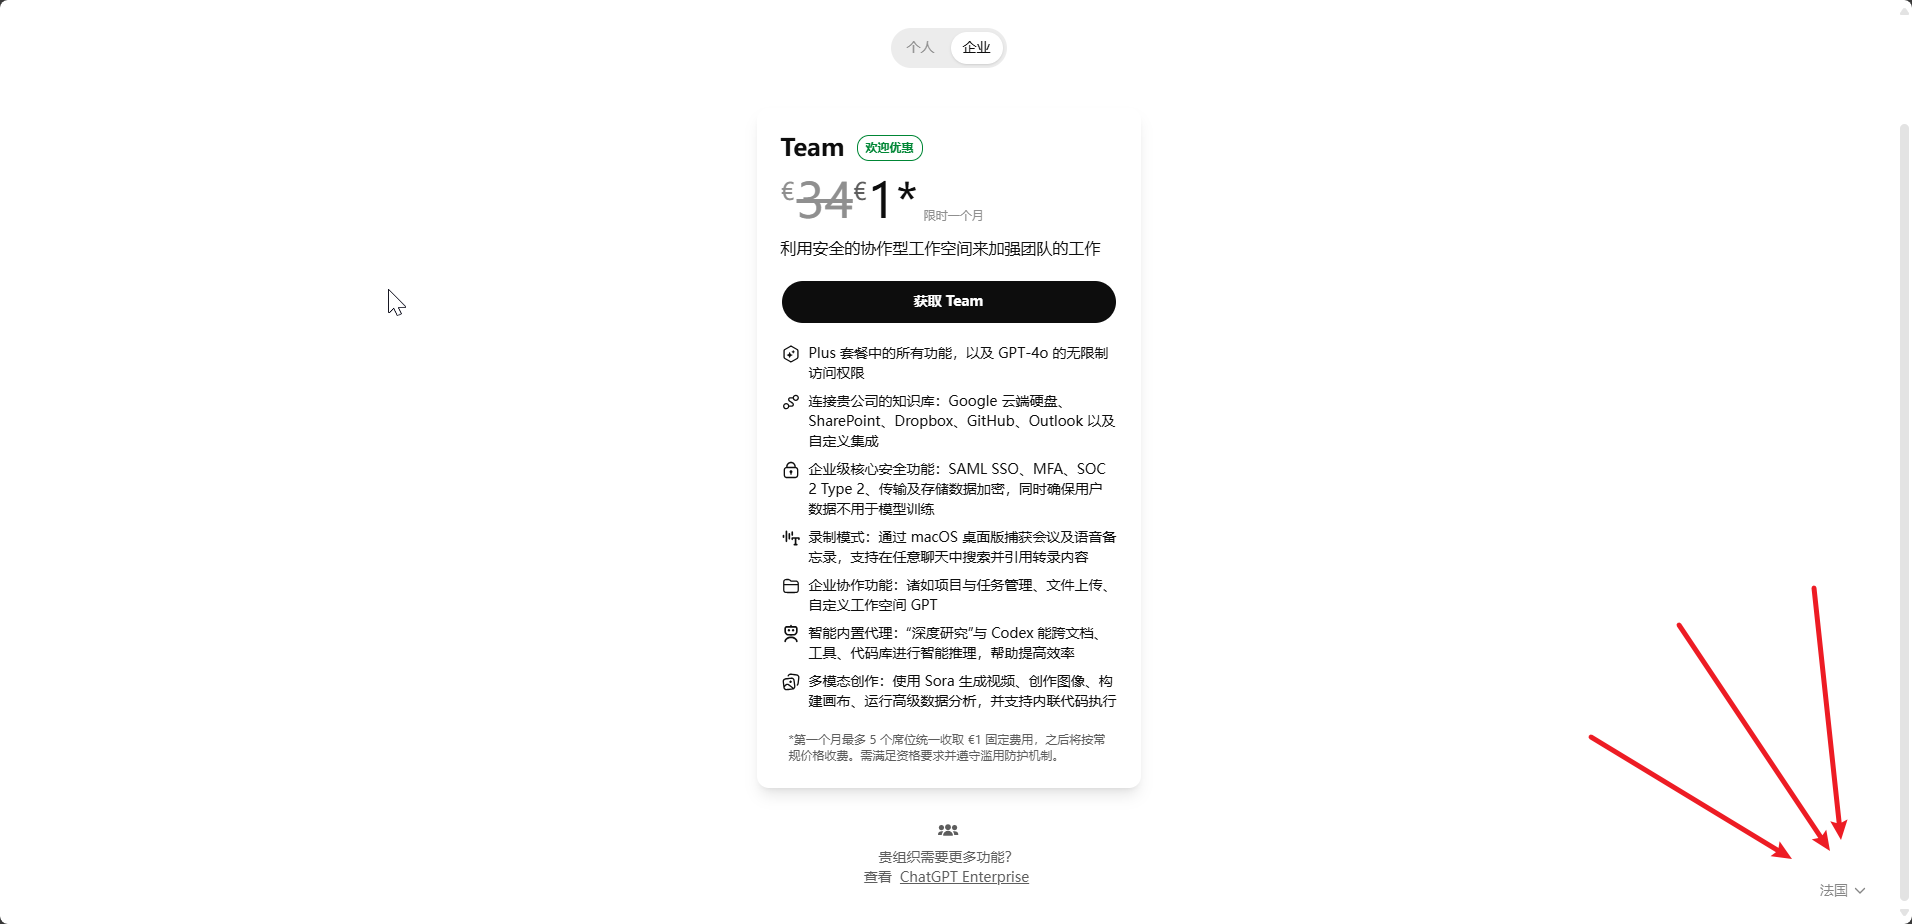 个人 企业
Team 欢迎优惠
€34€1* 限时一个月
利用安全的协作型工作空间来加强团队的工作
获取 Team
Plus 套餐中的所有功能，以及 GPT-4o 的无限制
访问权限
连接贵公司的知识库：Google 云端硬盘、
SharePoint、Dropbox、GitHub、Outlook 以及
自定义集成
企业级核心安全功能：SAML SSO、MFA、SOC
2 Type 2、传输及存储数据加密，同时确保用户
数据不用于模型训练
录制模式：通过 macOS 桌面版捕获会议及语音备
忘录，支持在任意聊天中搜索并引用转录内容
企业协作功能：诸如项目与任务管理、文件上传、
自定义工作空间 GPT
智能内置代理：“深度研究”与 Codex 能跨文档、
工具、代码库进行智能推理，帮助提高效率
多模态创作：使用 Sora 生成视频、创作图像、构
建画布、运行高级数据分析，并支持内联代码执行
*第一个月最多 5 个席位统一收取 €1 固定费用，之后将按常
规价格收费。需满足资格要求并遵守滥用防护机制。
贵组织需要更多功能？
查看 ChatGPT Enterprise
法国